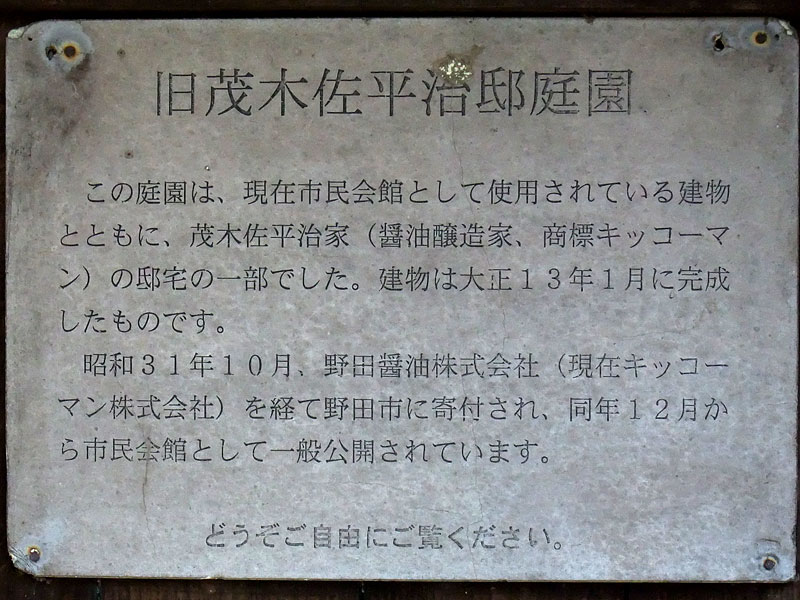 旧茂木佐平治邸庭園
この庭園は、現在市民会館として使用されている建物
とともに、茂木佐平治家（醤油醸造家、商標キッコーマ
ン）の邸宅の一部でした。建物は大正１３年１月に完成
したものです。
昭和３１年１０月、野田醤油株式会社（現在キッコー
マン株式会社）を経て野田市に寄付され、同年１２月か
ら市民会館として一般公開されています。
どうぞご自由にご覧ください。